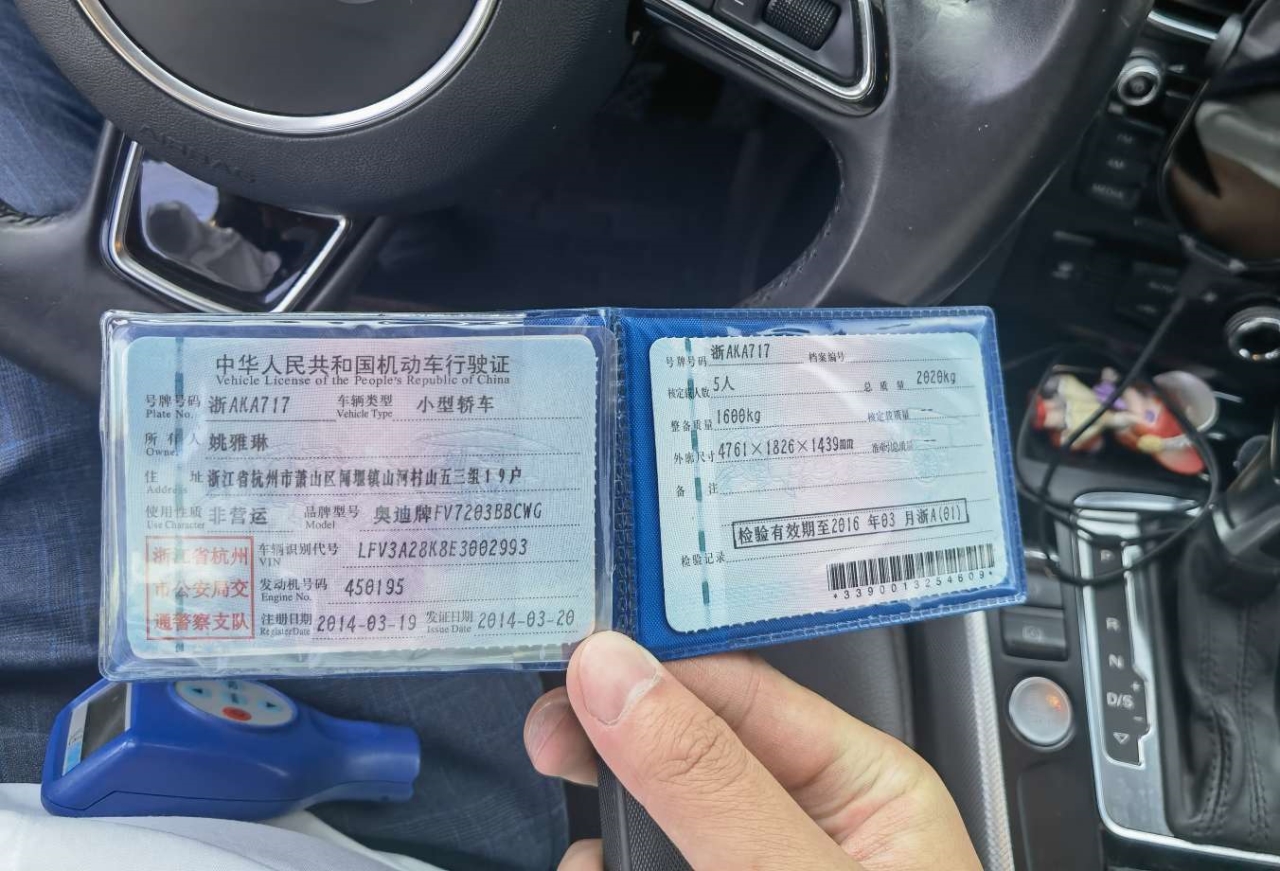 中华人民共和国机动车行驶证
Vehicle License of the People's Republic of China
号牌号码 浙AKA717 车辆类型 小型轿车
Plate No. Vehicle Type
所有人 姚雅琳
Owner
住址 浙江省杭州市萧山区闻堰镇山河村山五三组19户
Address
使用性质 非营运 品牌型号 奥迪牌FV7203BBCWG
Use Character Model
浙江省杭州
市公安局交
通警察支队
车辆识别代号 LFV3A28K8E3002993
VIN
发动机号码 450195
Engine No.
注册日期 2014-03-19 发证日期 2014-03-20
Register Date Issue Date
号牌号码 浙AKA717 档案编号
核定载人数 5人 总质量 2020kg
整备质量 1600kg 核定载质量
外廓尺寸 4761×1826×1439
备注
检验有效期至2016 年03 月浙A(01)
检验记录
*3390013254609*
AIRBAG
FM
AM
MEDIA
P
R
N
D/S
+
−